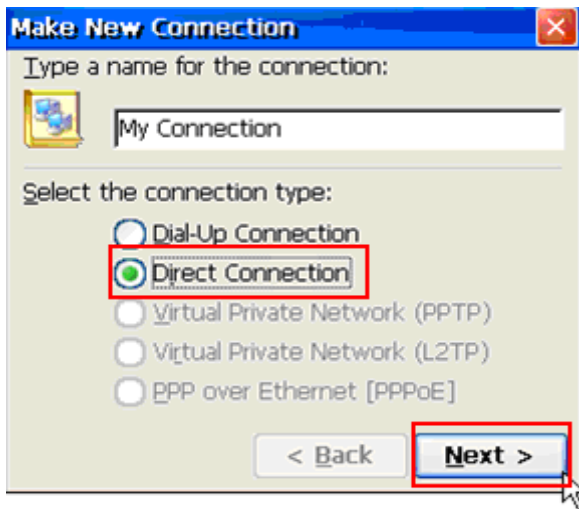 Make New Connection
Type a name for the connection:
My Connection
Select the connection type:
Dial-Up Connection
Direct Connection
Virtual Private Network (PPTP)
Virtual Private Network (L2TP)
PPP over Ethernet [PPPoE]
< Back
Next >